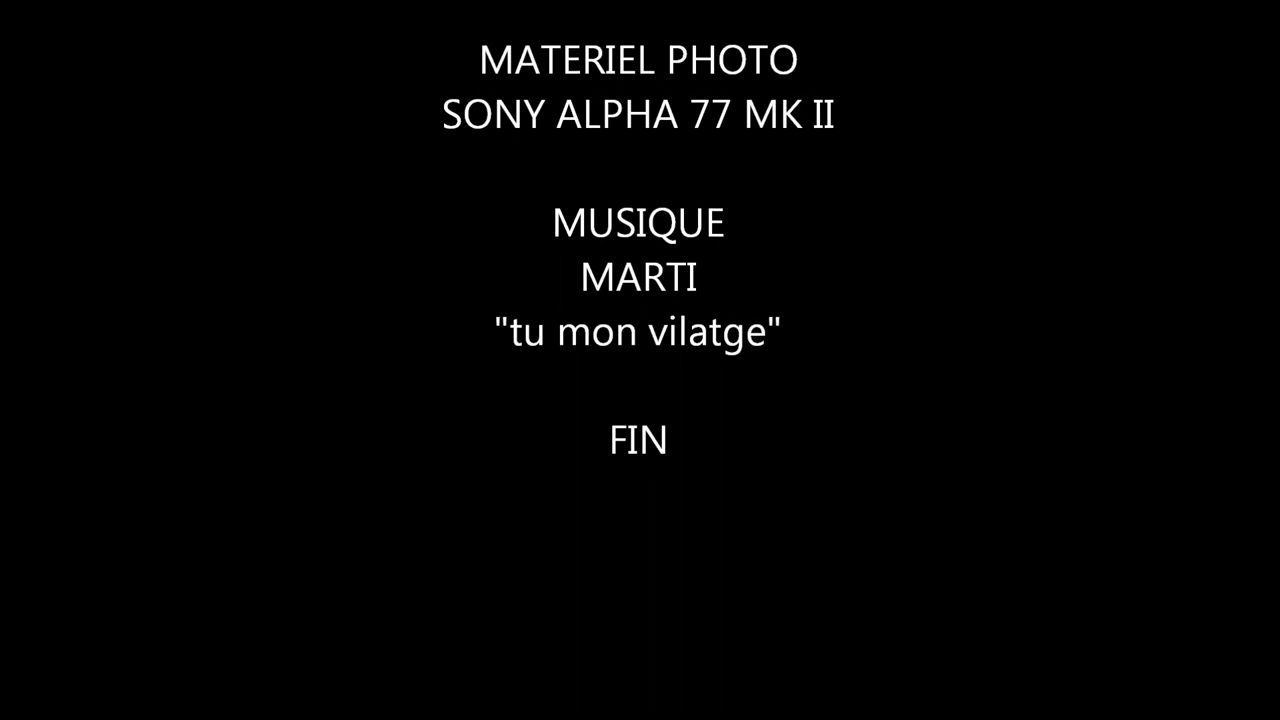 MATERIEL PHOTO
SONY ALPHA 77 MK II
MUSIQUE
MARTI
"tu mon vilatge"
FIN